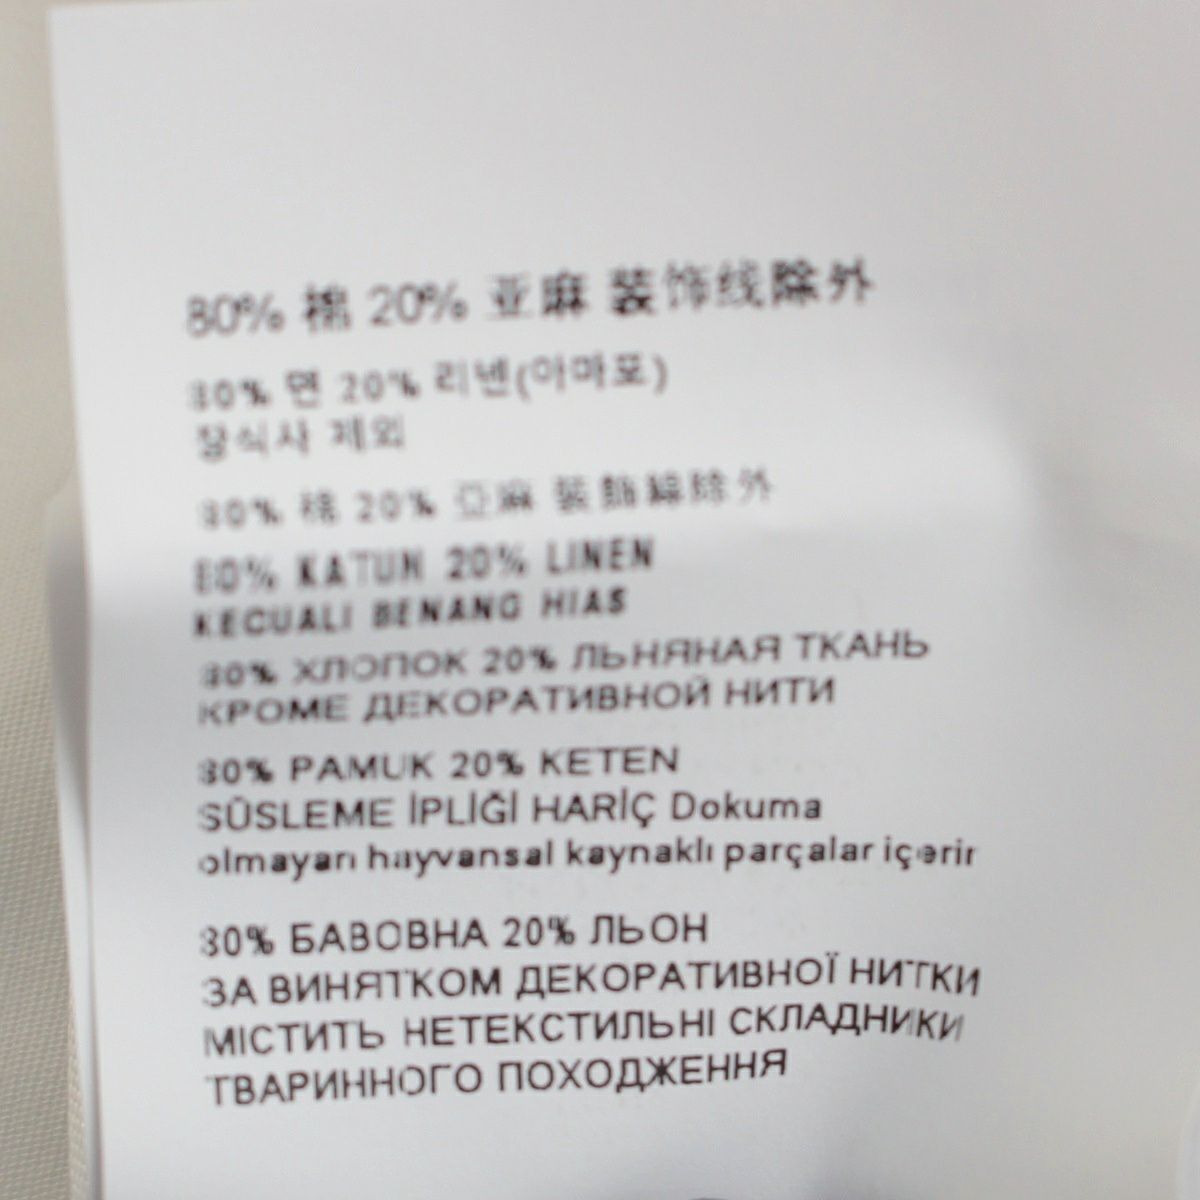 80% 棉 20% 亚麻 装饰线除外
80% 면 20% 리넨(아마포)
장식사 제외
80% 棉 20% 亞麻 裝飾線除外
80% KATUN 20% LINEN
KECUALI BENANG HIAS
80% ХЛОПОК 20% ЛЬНЯНАЯ ТКАНЬ
КРОМЕ ДЕКОРАТИВНОЙ НИТИ
80% PAMUK 20% KETEN
SÜSLEME İPLİĞİ HARİÇ Dokuma
olmayan hayvansal kaynaklı parçalar içerir
80% БАВОВНА 20% ЛЬОН
ЗА ВИНЯТКОМ ДЕКОРАТИВНОЇ НИТКИ
МІСТИТЬ НЕТЕКСТИЛЬНІ СКЛАДНИКИ
ТВАРИННОГО ПОХОДЖЕННЯ